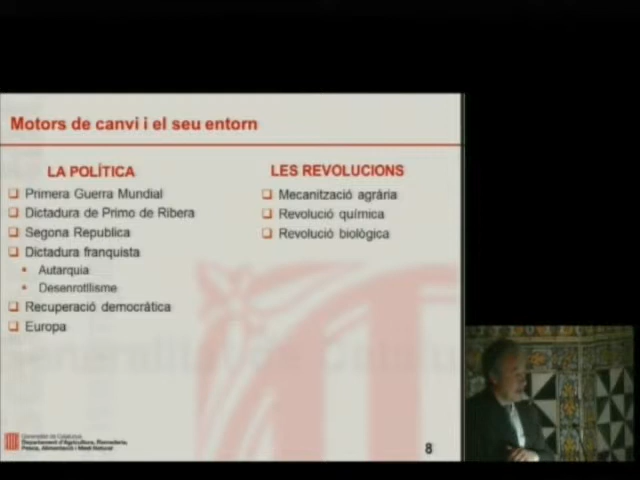 Motors de canvi i el seu entorn
LA POLÍTICA
Primera Guerra Mundial
Dictadura de Primo de Ribera
Segona Republica
Dictadura franquista
Autarquia
Desenrotllisme
Recuperació democràtica
Europa
LES REVOLUCIONS
Mecanització agrària
Revolució química
Revolució biològica
Generalitat de Catalunya
Departament d'Agricultura, Ramaderia,
Pesca, Alimentació i Medi Natural
8